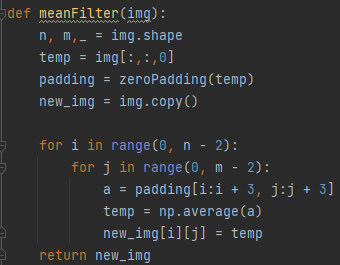 def meanFilter(img):
    n, m,_ = img.shape
    temp = img[:,:,0]
    padding = zeroPadding(temp)
    new_img = img.copy()
    for i in range(0, n - 2):
        for j in range(0, m - 2):
            a = padding[i:i + 3, j:j + 3]
            temp = np.average(a)
            new_img[i][j] = temp
    return new_img